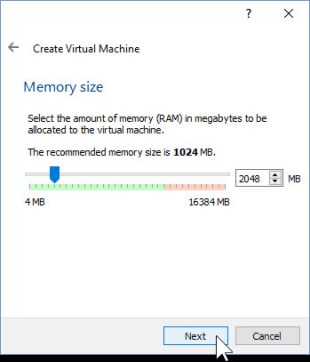 ?
Create Virtual Machine
Memory size
Select the amount of memory (RAM) in megabytes to be
allocated to the virtual machine.
The recommended memory size is 1024 MB.
2048 MB
4 MB 16384 MB
Next Cancel